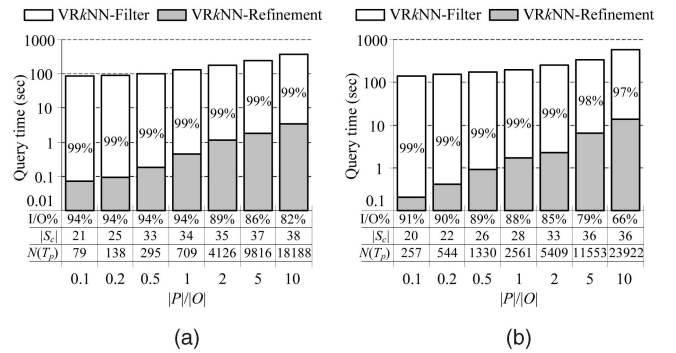 VRkNN-Filter VRkNN-Refinement
Query time (sec)
1000
100
10
1
0.1
0.01
99% 99% 99% 99% 99% 99% 99%
I/O% 94% 94% 94% 94% 89% 86% 82%
|Sc| 21 25 33 34 35 37 38
N(Tp) 79 138 295 709 4126 9816 18188
0.1 0.2 0.5 1 2 5 10
|P|/|O|
(a)
VRkNN-Filter VRkNN-Refinement
Query time (sec)
1000
100
10
1
0.1
99% 99% 99% 99% 99% 98% 97%
I/O% 91% 90% 89% 88% 85% 79% 66%
|Sc| 20 22 26 28 33 36 36
N(Tp) 257 544 1330 2561 5409 11553 23922
0.1 0.2 0.5 1 2 5 10
|P|/|O|
(b)